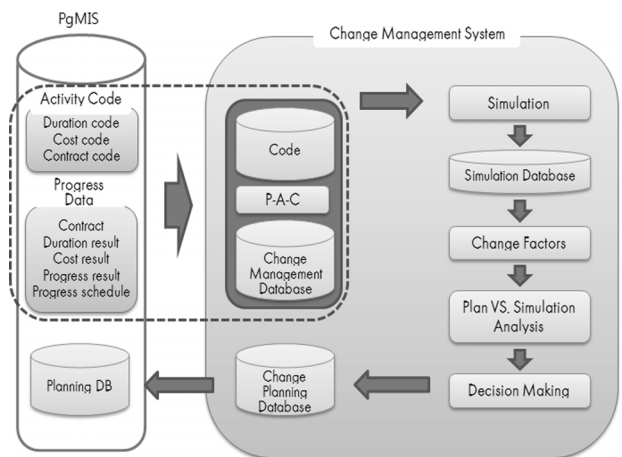 PgMIS
Change Management System
Activity Code
Duration code
Cost code
Contract code
Progress
Data
Contract
Duration result
Cost result
Progress result
Progress schedule
Planning DB
Code
P-A-C
Change
Management
Database
Change
Planning
Database
Simulation
Simulation Database
Change Factors
Plan VS, Simulation
Analysis
Decision Making